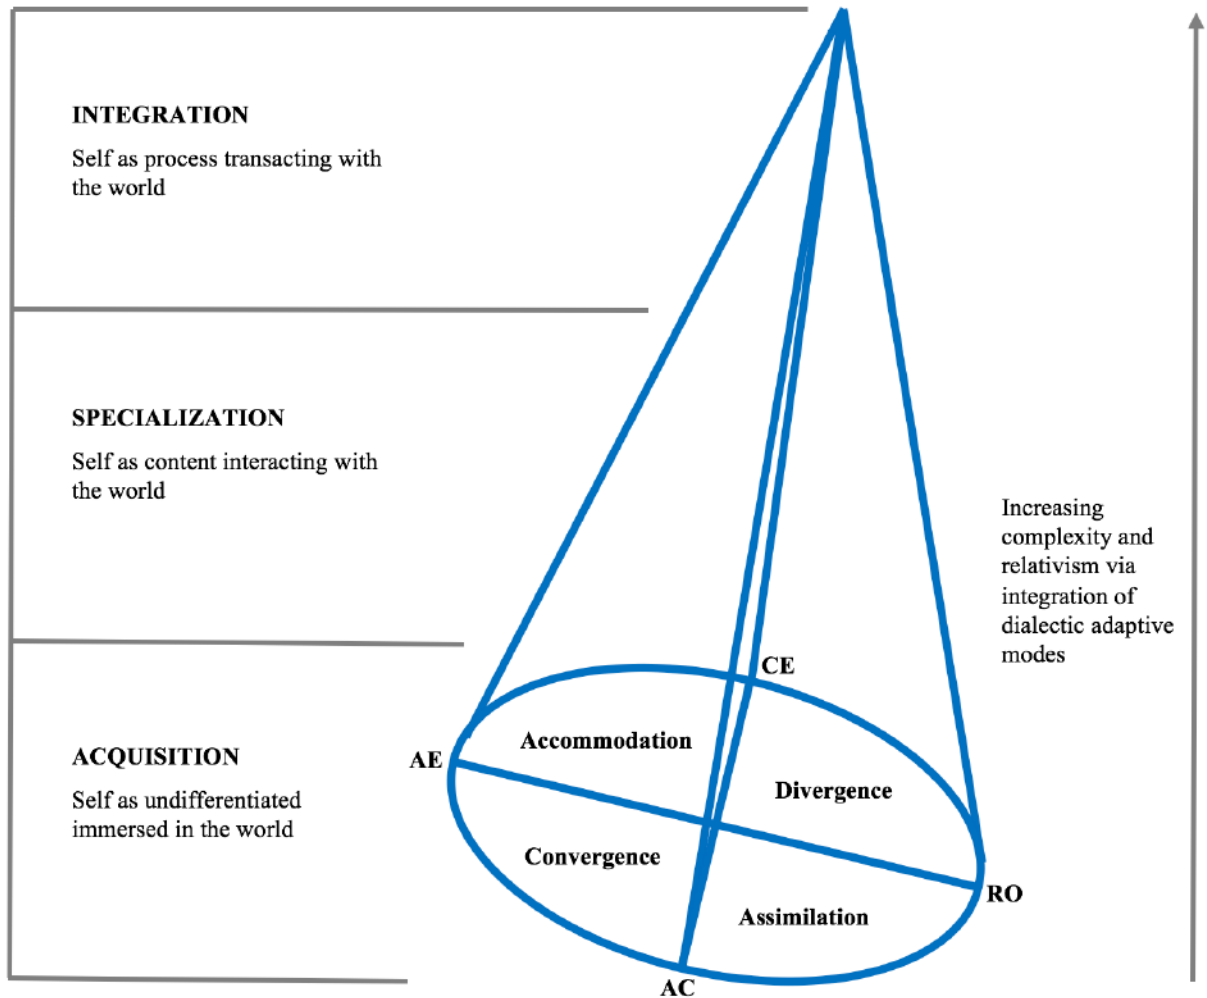 INTEGRATION
Self as process transacting with
the world
SPECIALIZATION
Self as content interacting with
the world
Increasing
complexity and
relativism via
integration of
dialectic adaptive
modes
CE
ACQUISITION
Self as undifferentiated
immersed in the world
AE
Accommodation
Divergence
Convergence
Assimilation
RO
AC